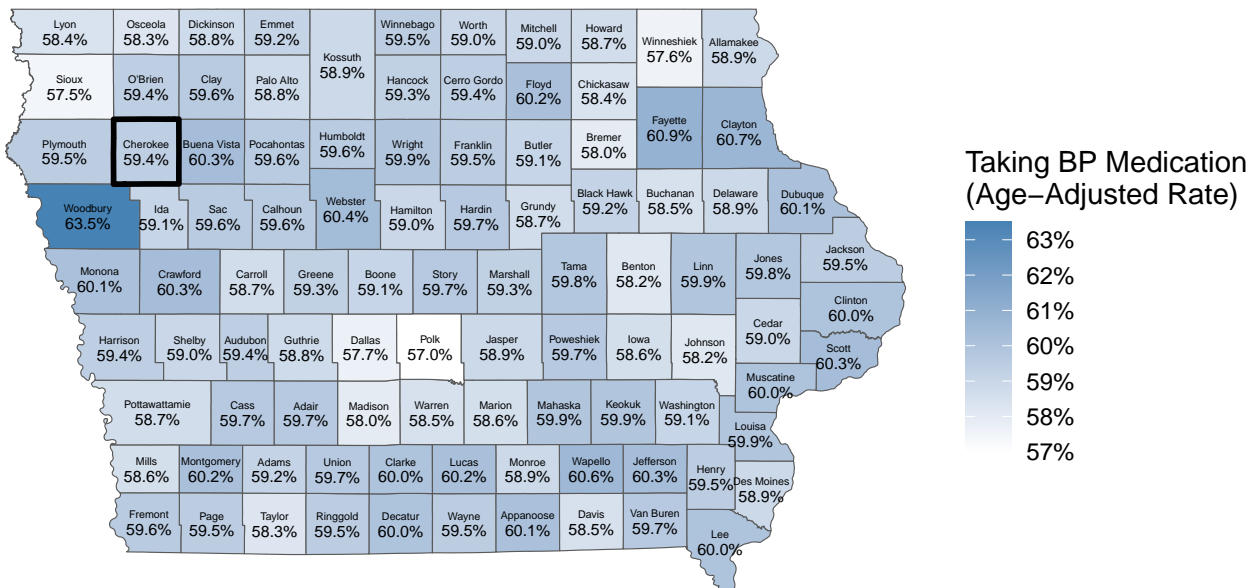 Lyon
58.4%
Osceola
58.3%
Dickinson
58.8%
Emmet
59.2%
Kossuth
58.9%
Winnebago
59.5%
Worth
59.0%
Mitchell
59.0%
Howard
58.7%
Winneshiek
57.6%
Allamakee
58.9%
Sioux
57.5%
O'Brien
59.4%
Clay
59.6%
Palo Alto
58.8%
Hancock
59.3%
Cerro Gordo
59.4%
Floyd
60.2%
Chickasaw
58.4%
Fayette
60.9%
Clayton
60.7%
Plymouth
59.5%
Cherokee
59.4%
Buena Vista
60.3%
Pocahontas
59.6%
Humboldt
59.6%
Wright
59.9%
Franklin
59.5%
Butler
59.1%
Bremer
58.0%
Woodbury
63.5%
Ida
59.1%
Sac
59.6%
Calhoun
59.6%
Webster
60.4%
Hamilton
59.0%
Hardin
59.7%
Grundy
58.7%
Black Hawk
59.2%
Buchanan
58.5%
Delaware
58.9%
Dubuque
60.1%
Monona
60.1%
Crawford
60.3%
Carroll
58.7%
Greene
59.3%
Boone
59.1%
Story
59.7%
Marshall
59.3%
Tama
59.8%
Benton
58.2%
Linn
59.9%
Jones
59.8%
Jackson
59.5%
Clinton
60.0%
Harrison
59.4%
Shelby
59.0%
Audubon
59.4%
Guthrie
58.8%
Dallas
57.7%
Polk
57.0%
Jasper
58.9%
Poweshiek
59.7%
Iowa
58.6%
Johnson
58.2%
Cedar
59.0%
Scott
60.3%
Muscatine
60.0%
Pottawattamie
58.7%
Cass
59.7%
Adair
59.7%
Madison
58.0%
Warren
58.5%
Marion
58.6%
Mahaska
59.9%
Keokuk
59.9%
Washington
59.1%
Louisa
59.9%
Mills
58.6%
Montgomery
60.2%
Adams
59.2%
Union
59.7%
Clarke
60.0%
Lucas
60.2%
Monroe
58.9%
Wapello
60.6%
Jefferson
60.3%
Henry
59.5%
Des Moines
58.9%
Fremont
59.6%
Page
59.5%
Taylor
58.3%
Ringgold
59.5%
Decatur
60.0%
Wayne
59.5%
Appanoose
60.1%
Davis
58.5%
Van Buren
59.7%
Lee
60.0%
Taking BP Medication
(Age−Adjusted Rate)
63%
62%
61%
60%
59%
58%
57%